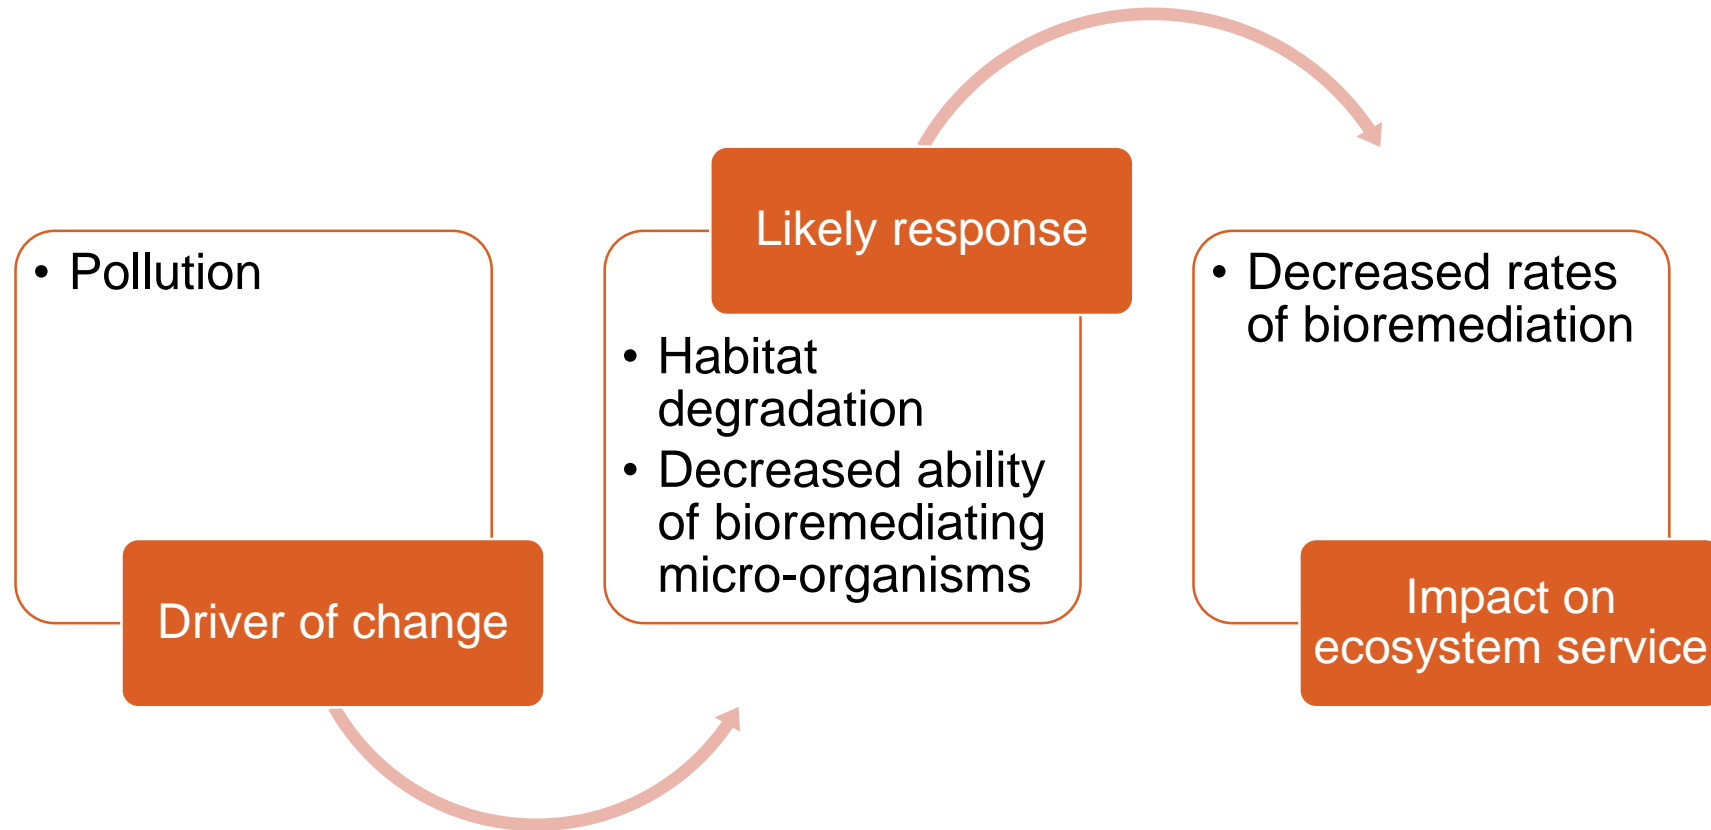 • Pollution
Driver of change
Likely response
• Habitat
degradation
• Decreased ability
of bioremediating
micro-organisms
• Decreased rates
of bioremediation
Impact on
ecosystem service